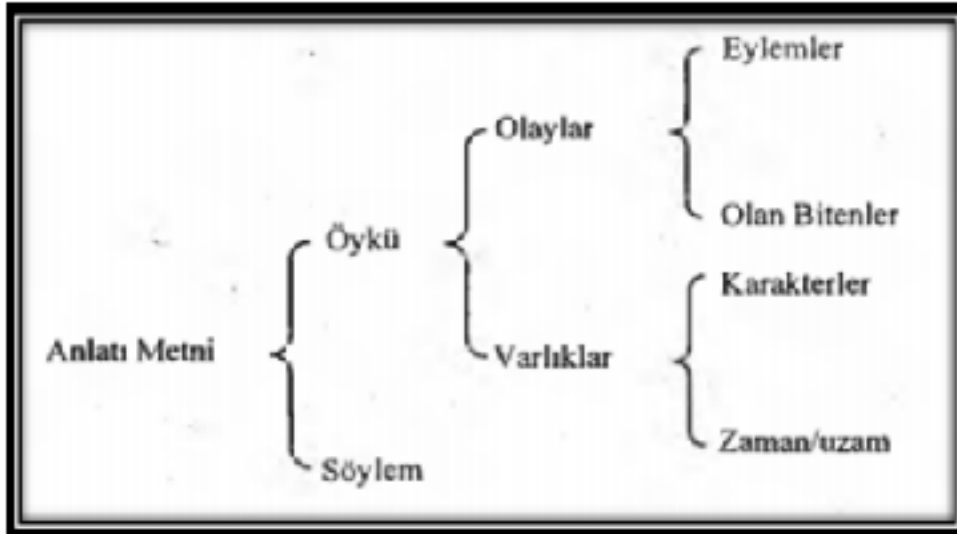 Eylemler
Olaylar
Olan Bitenler
Öykü
Karakterler
Anlatı Metni
Varlıklar
Zaman/uzam
Söylem